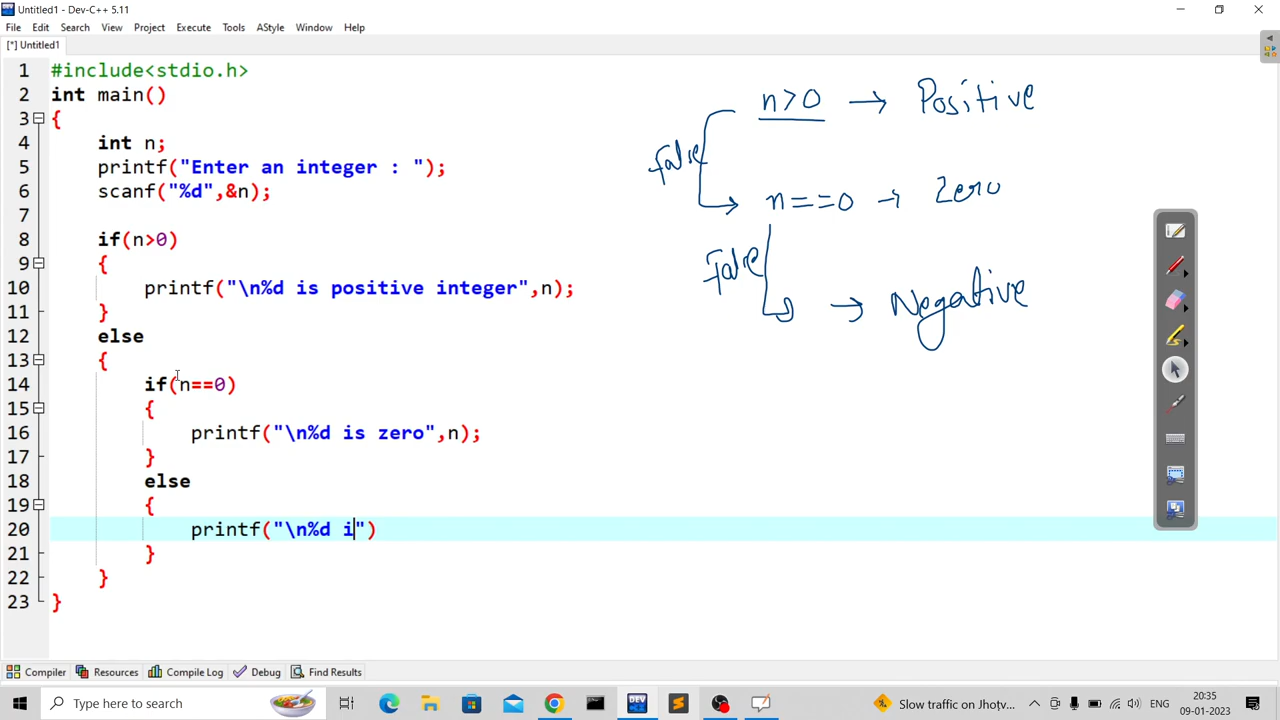 Untitled1 - Dev-C++ 5.11
File Edit Search View Project Execute Tools AStyle Window Help
[*] Untitled1
1 #include<stdio.h>
2 int main()
3 {
4 int n;
5 printf("Enter an integer : ");
6 scanf("%d",&n);
7
8 if(n>0)
9 {
10 printf("\n%d is positive integer",n);
11 }
12 else
13 {
14 if(n==0)
15 {
16 printf("\n%d is zero",n);
17 }
18 else
19 {
20 printf("\n%d i")
21 }
22 }
23 }
n>0 → Positive
False
n==0 → Zero
False
→ Negative
Compiler Resources Compile Log Debug Find Results
Type here to search
DEV
Slow traffic on Jhotw...
ENG
20:35
09-01-2023